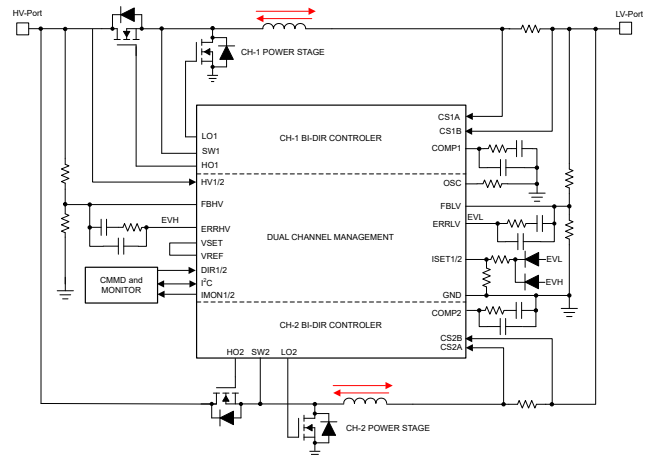 HV-Port
LV-Port
CH-1 POWER STAGE
LO1
SW1
HO1
HV1/2
FBHV
EVH
ERRHV
VSET
VREF
DIR1/2
I²C
IMON1/2
CMMD and
MONITOR
CH-1 BI-DIR CONTROLER
DUAL CHANNEL MANAGEMENT
CH-2 BI-DIR CONTROLER
CS1A
CS1B
COMP1
OSC
FBLV
ERRLV
EVL
ISET1/2
EVL
EVH
GND
COMP2
CS2B
CS2A
HO2 SW2 LO2
CH-2 POWER STAGE